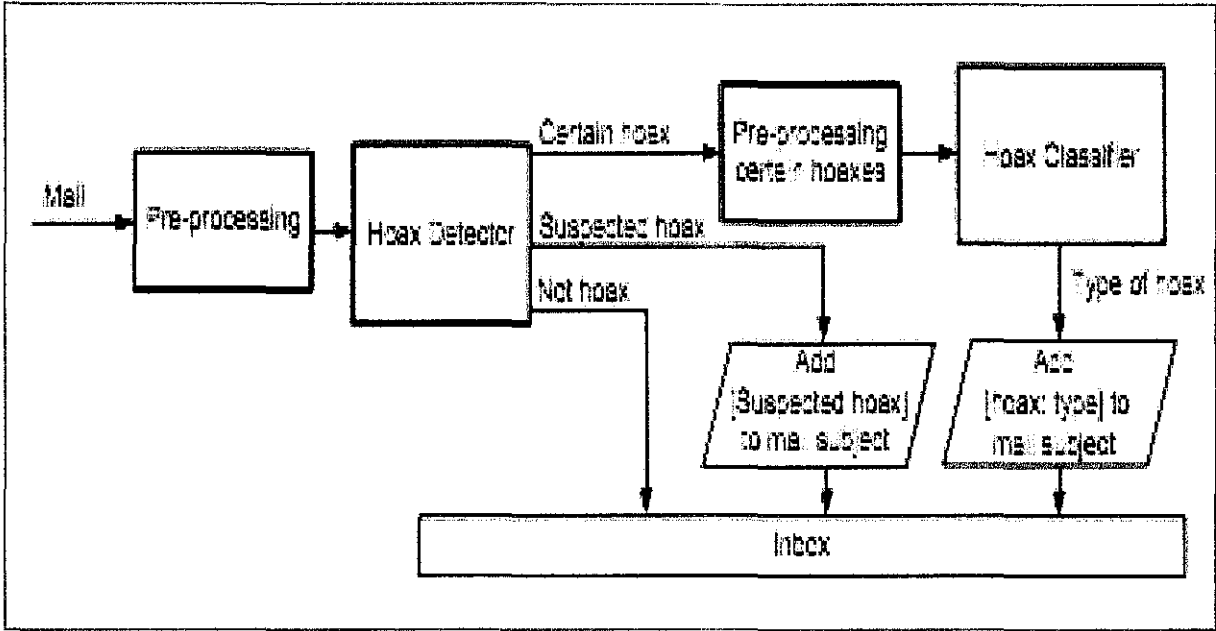 Mail
Pre-processing
Hoax Detector
Certain hoax
Suspected hoax
Not hoax
Pre-processing
certain hoaxes
Hoax Classifier
Type of hoax
Add
[Suspected hoax]
to mail subject
Add
[hoax: type] to
mail subject
Inbox